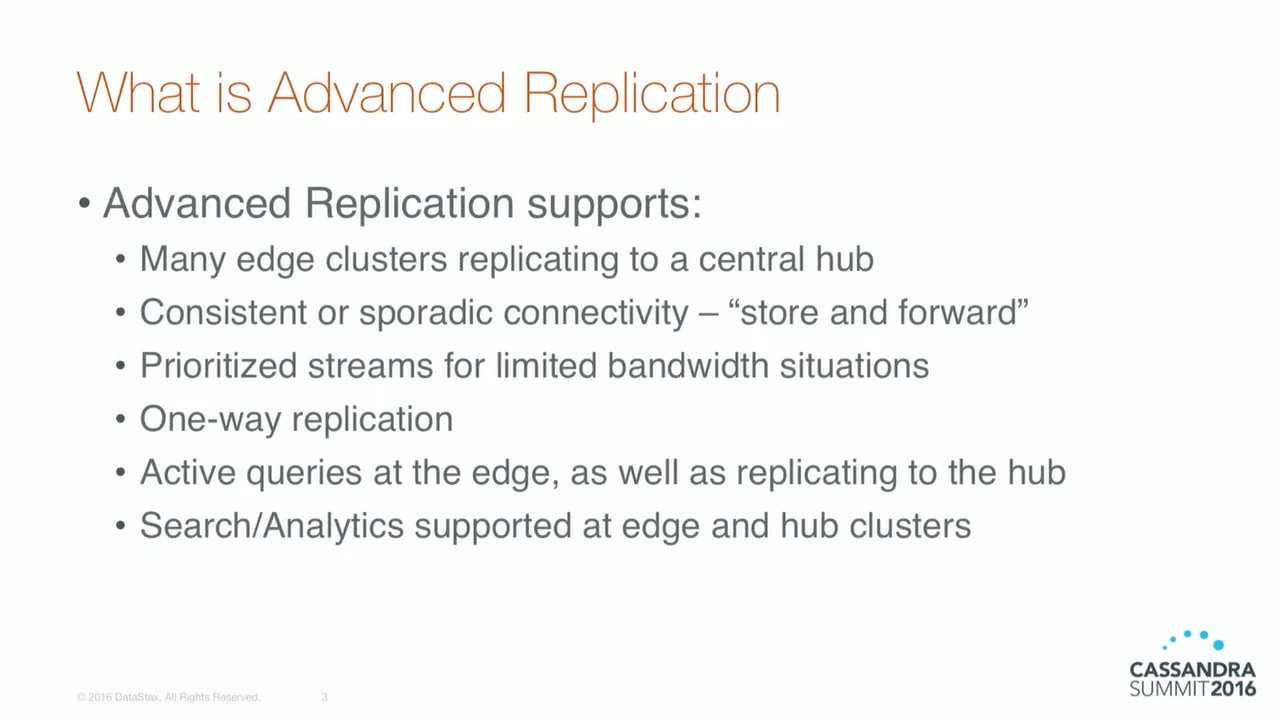 What is Advanced Replication
• Advanced Replication supports:
• Many edge clusters replicating to a central hub
• Consistent or sporadic connectivity – “store and forward”
• Prioritized streams for limited bandwidth situations
• One-way replication
• Active queries at the edge, as well as replicating to the hub
• Search/Analytics supported at edge and hub clusters
© 2016 DataStax, All Rights Reserved. 3
CASSANDRA
SUMMIT2016